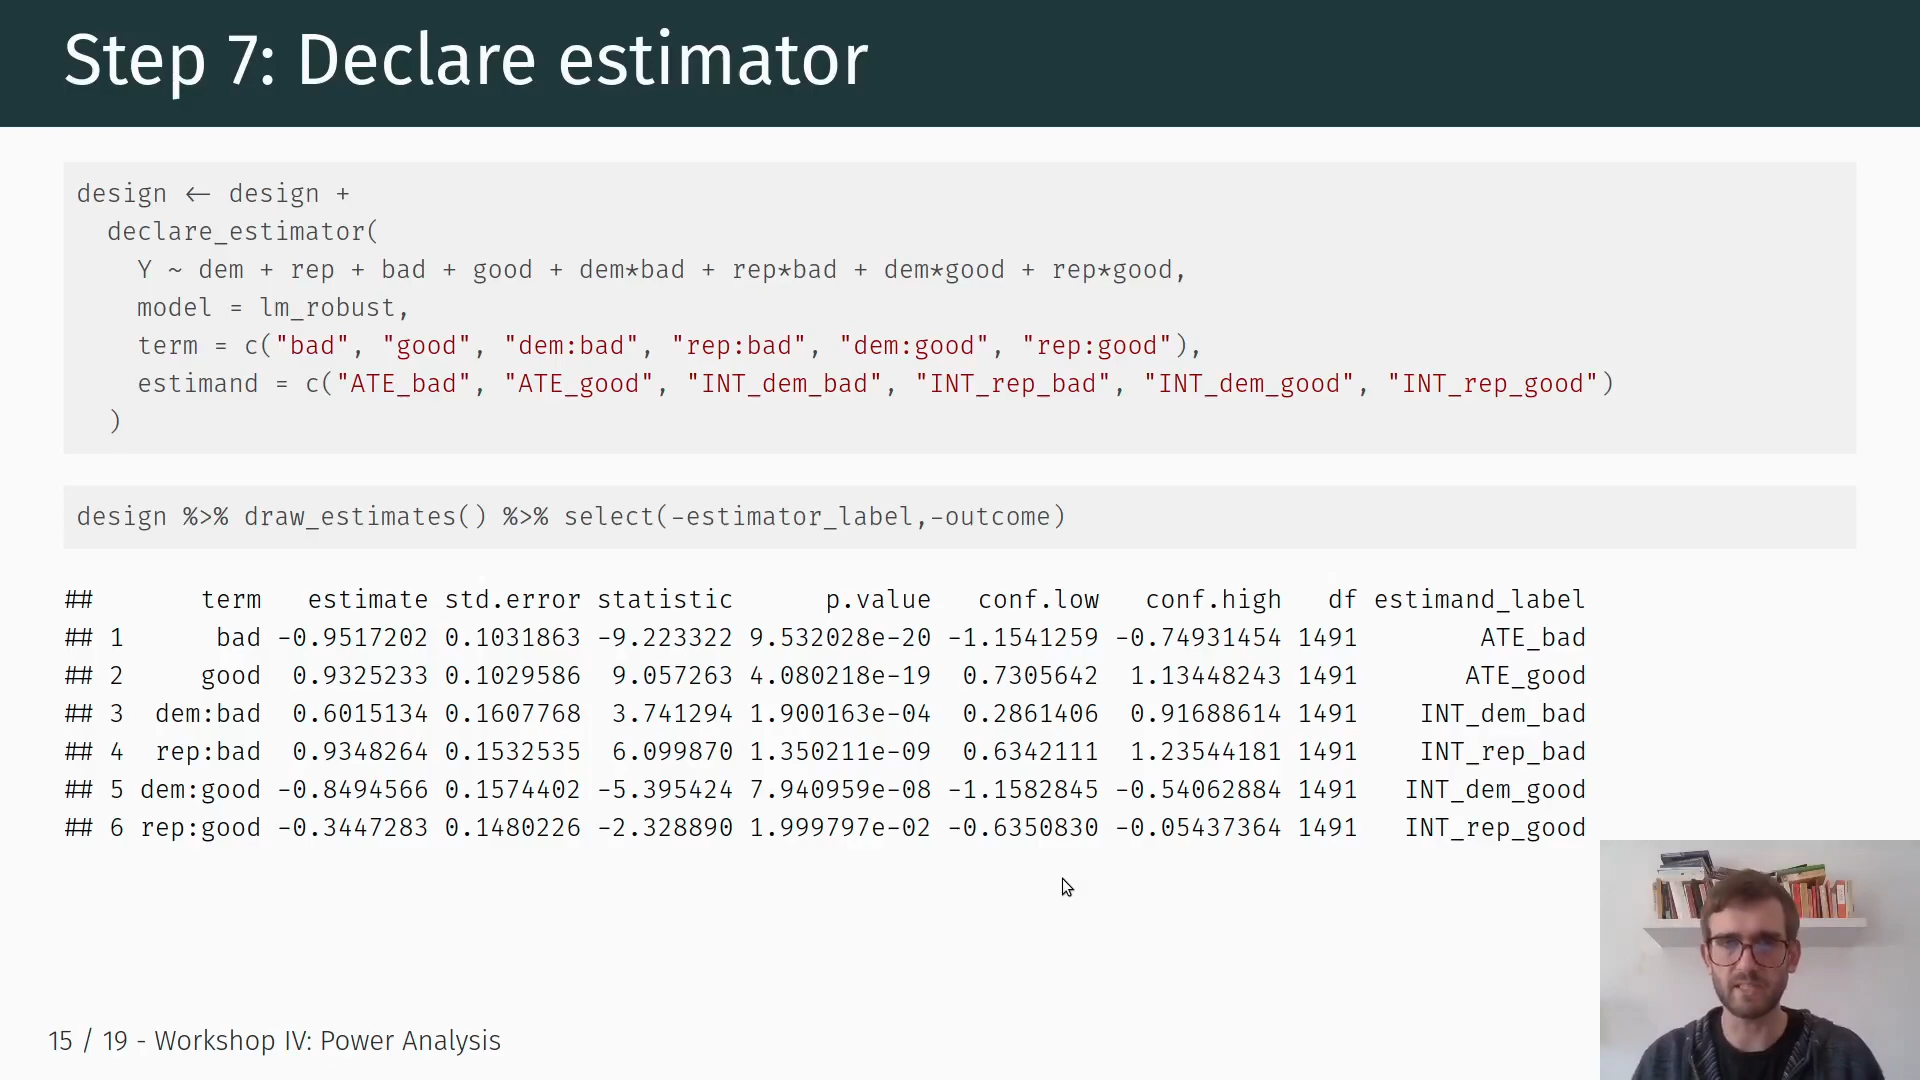 Step 7: Declare estimator
design ← design +
declare_estimator(
Y ~ dem + rep + bad + good + dem*bad + rep*bad + dem*good + rep*good,
model = lm_robust,
term = c("bad", "good", "dem:bad", "rep:bad", "dem:good", "rep:good"),
estimand = c("ATE_bad", "ATE_good", "INT_dem_bad", "INT_rep_bad", "INT_dem_good", "INT_rep_good")
)
design %>% draw_estimates() %>% select(-estimator_label,-outcome)
## term estimate std.error statistic p.value conf.low conf.high df estimand_label
## 1 bad -0.9517202 0.1031863 -9.223322 9.532028e-20 -1.1541259 -0.74931454 1491 ATE_bad
## 2 good 0.9325233 0.1029586 9.057263 4.080218e-19 0.7305642 1.13448243 1491 ATE_good
## 3 dem:bad 0.6015134 0.1607768 3.741294 1.900163e-04 0.2861406 0.91688614 1491 INT_dem_bad
## 4 rep:bad 0.9348264 0.1532535 6.099870 1.350211e-09 0.6342111 1.23544181 1491 INT_rep_bad
## 5 dem:good -0.8494566 0.1574402 -5.395424 7.940959e-08 -1.1582845 -0.54062884 1491 INT_dem_good
## 6 rep:good -0.3447283 0.1480226 -2.328890 1.999797e-02 -0.6350830 -0.05437364 1491 INT_rep_good
15 / 19 - Workshop IV: Power Analysis